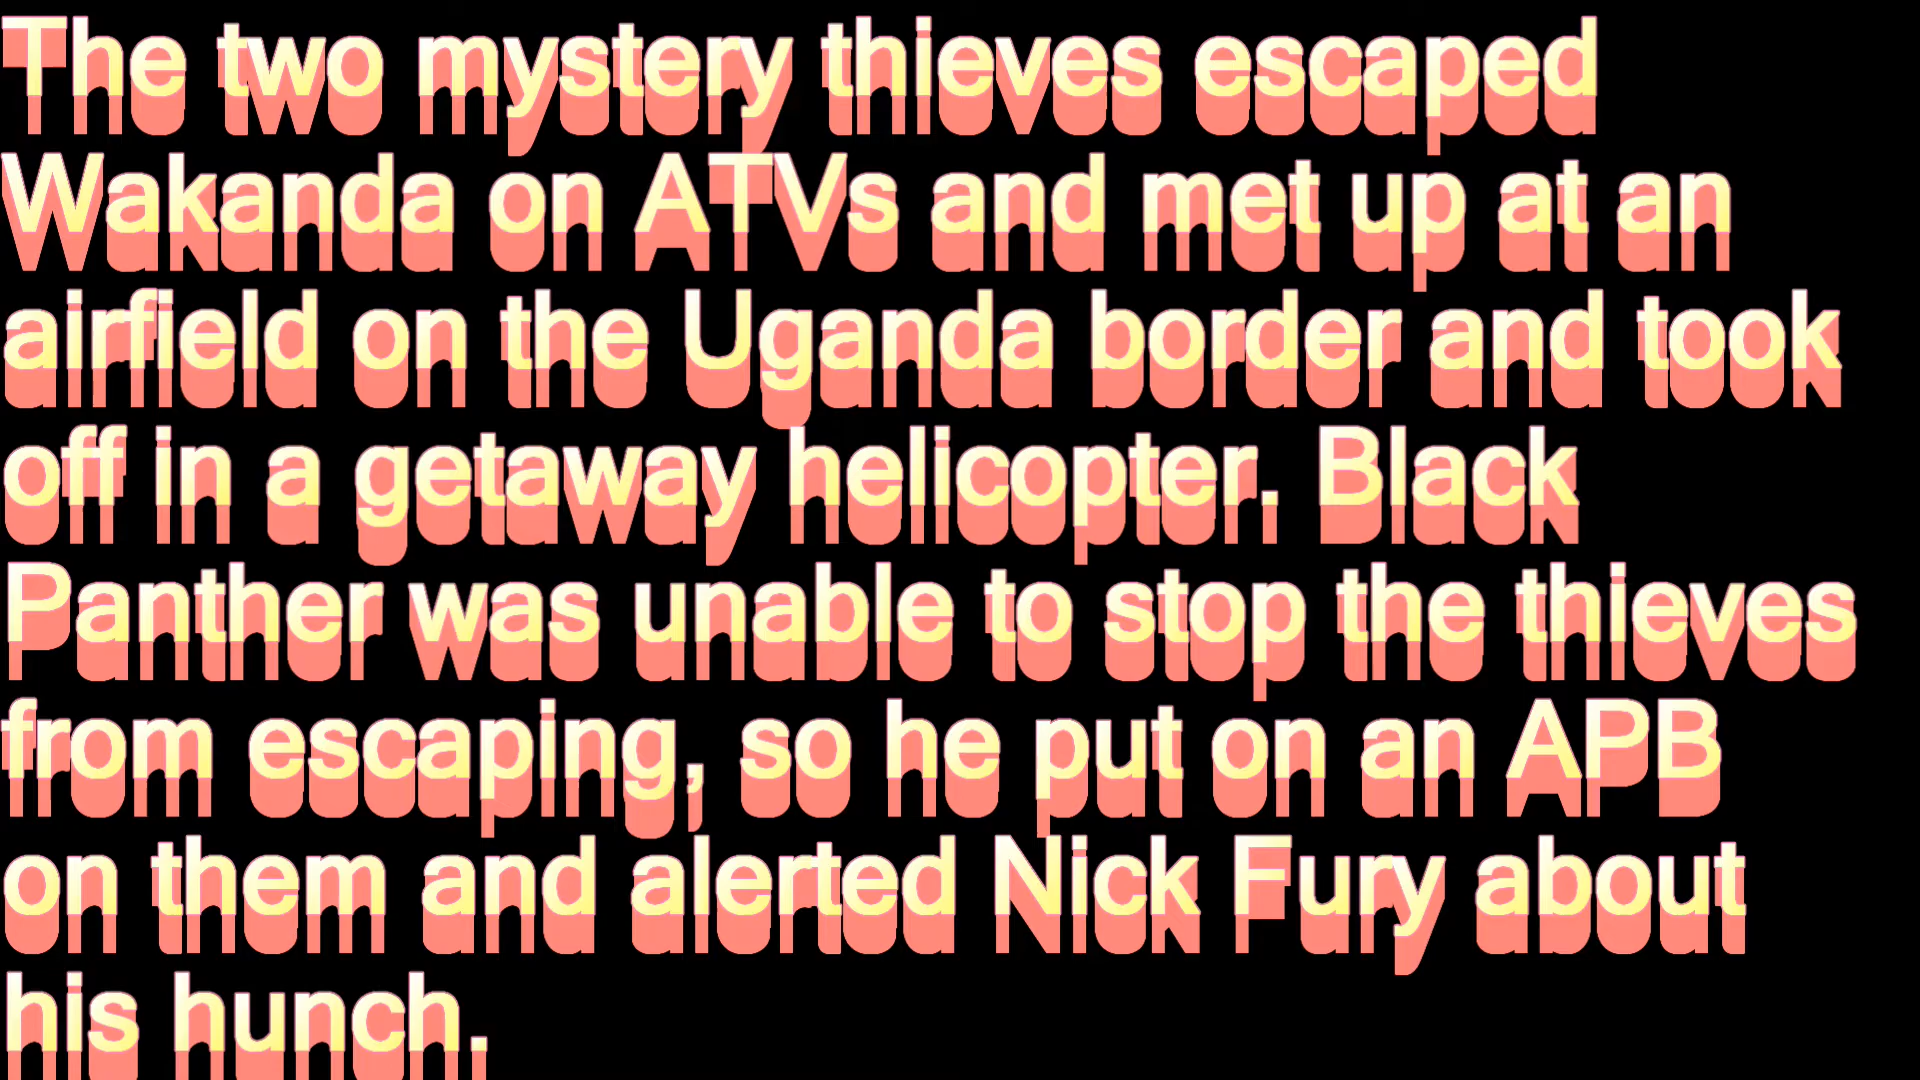 The two mystery thieves escaped
Wakanda on ATVs and met up at an
airfield on the Uganda border and took
off in a getaway helicopter. Black
Panther was unable to stop the thieves
from escaping, so he put on an APB
on them and alerted Nick Fury about
his hunch.